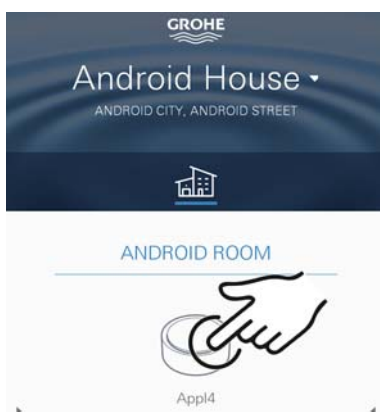 GROHE
Android House
ANDROID CITY, ANDROID STREET
ANDROID ROOM
Appl4